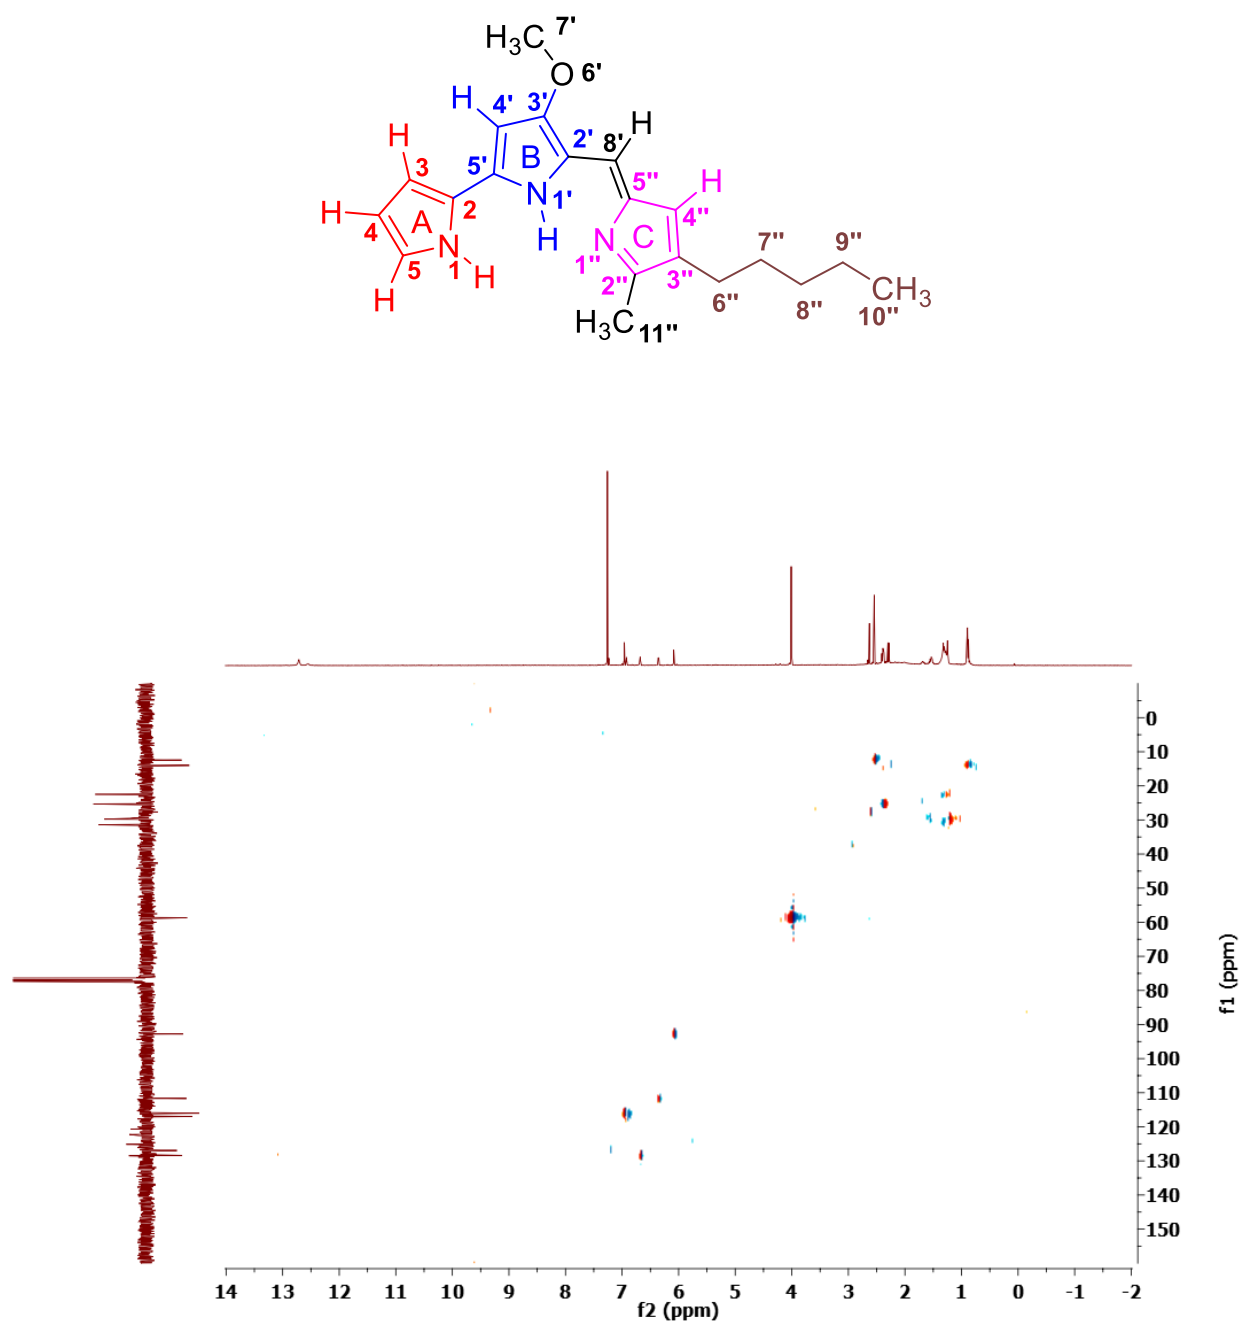 H₃C 7'
O 6'
H 4' 3' H
H 2' 8'
B
3 5' 5'' H
H 2 N 1' 4''
A N C 7'' 9''
4 H 1''
5 N 1 H 2'' 3'' CH₃
H 6'' 8'' 10''
H₃C 11''
0
10
20
30
40
50
60
70
80
90
100
110
120
130
140
150
f1 (ppm)
14 13 12 11 10 9 8 7 6 5 4 3 2 1 0 -1 -2
f2 (ppm)